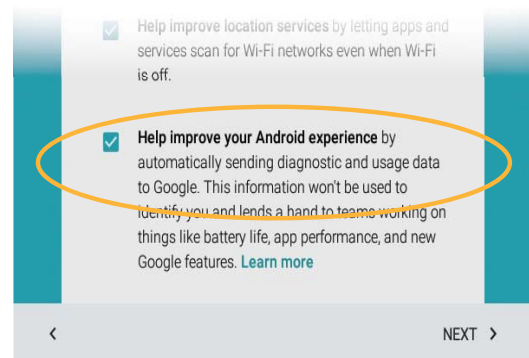 Help improve location services by letting apps and
services scan for Wi-Fi networks even when Wi-Fi
is off.
Help improve your Android experience by
automatically sending diagnostic and usage data
to Google. This information won't be used to
identify you and lends a hand to teams working on
things like battery life, app performance, and new
Google features. Learn more
NEXT